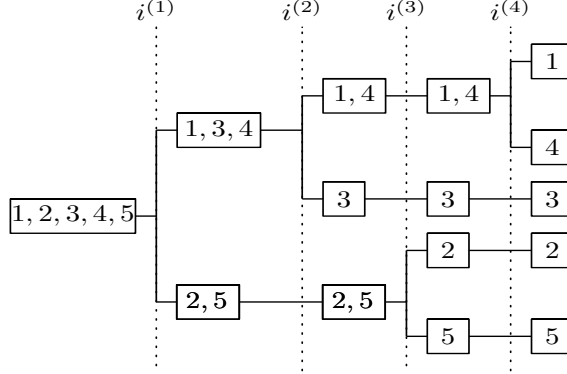 i^{(1)} i^{(2)} i^{(3)} i^{(4)}
1
1, 4 1, 4
1, 3, 4
4
3 3 3
1, 2, 3, 4, 5
2 2
2, 5 2, 5
5 5